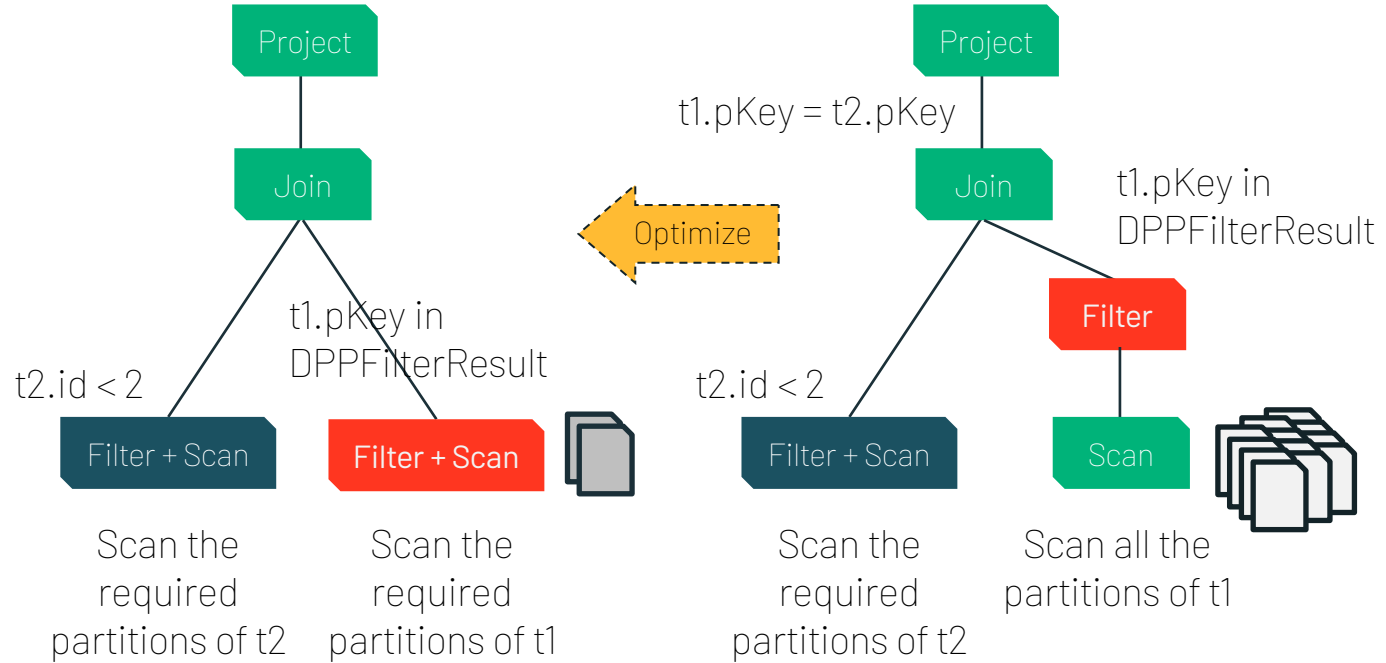 Project
Join
t1.pKey in
DPPFilterResult
t2.id < 2
Filter + Scan
Filter + Scan
Scan the
required
partitions of t2
Scan the
required
partitions of t1
Optimize
Project
t1.pKey = t2.pKey
Join
t1.pKey in
DPPFilterResult
Filter
t2.id < 2
Filter + Scan
Scan
Scan the
required
partitions of t2
Scan all the
partitions of t1